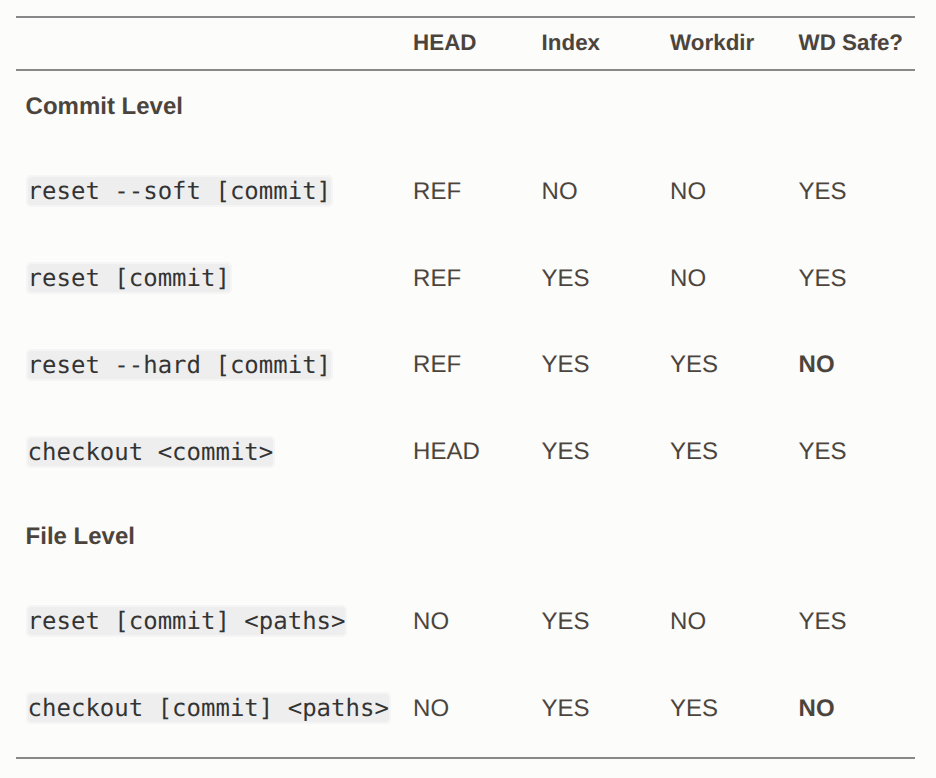 HEAD Index Workdir WD Safe?
Commit Level
reset --soft [commit] REF NO NO YES
reset [commit] REF YES NO YES
reset --hard [commit] REF YES YES NO
checkout <commit> HEAD YES YES YES
File Level
reset [commit] <paths> NO YES NO YES
checkout [commit] <paths> NO YES YES NO